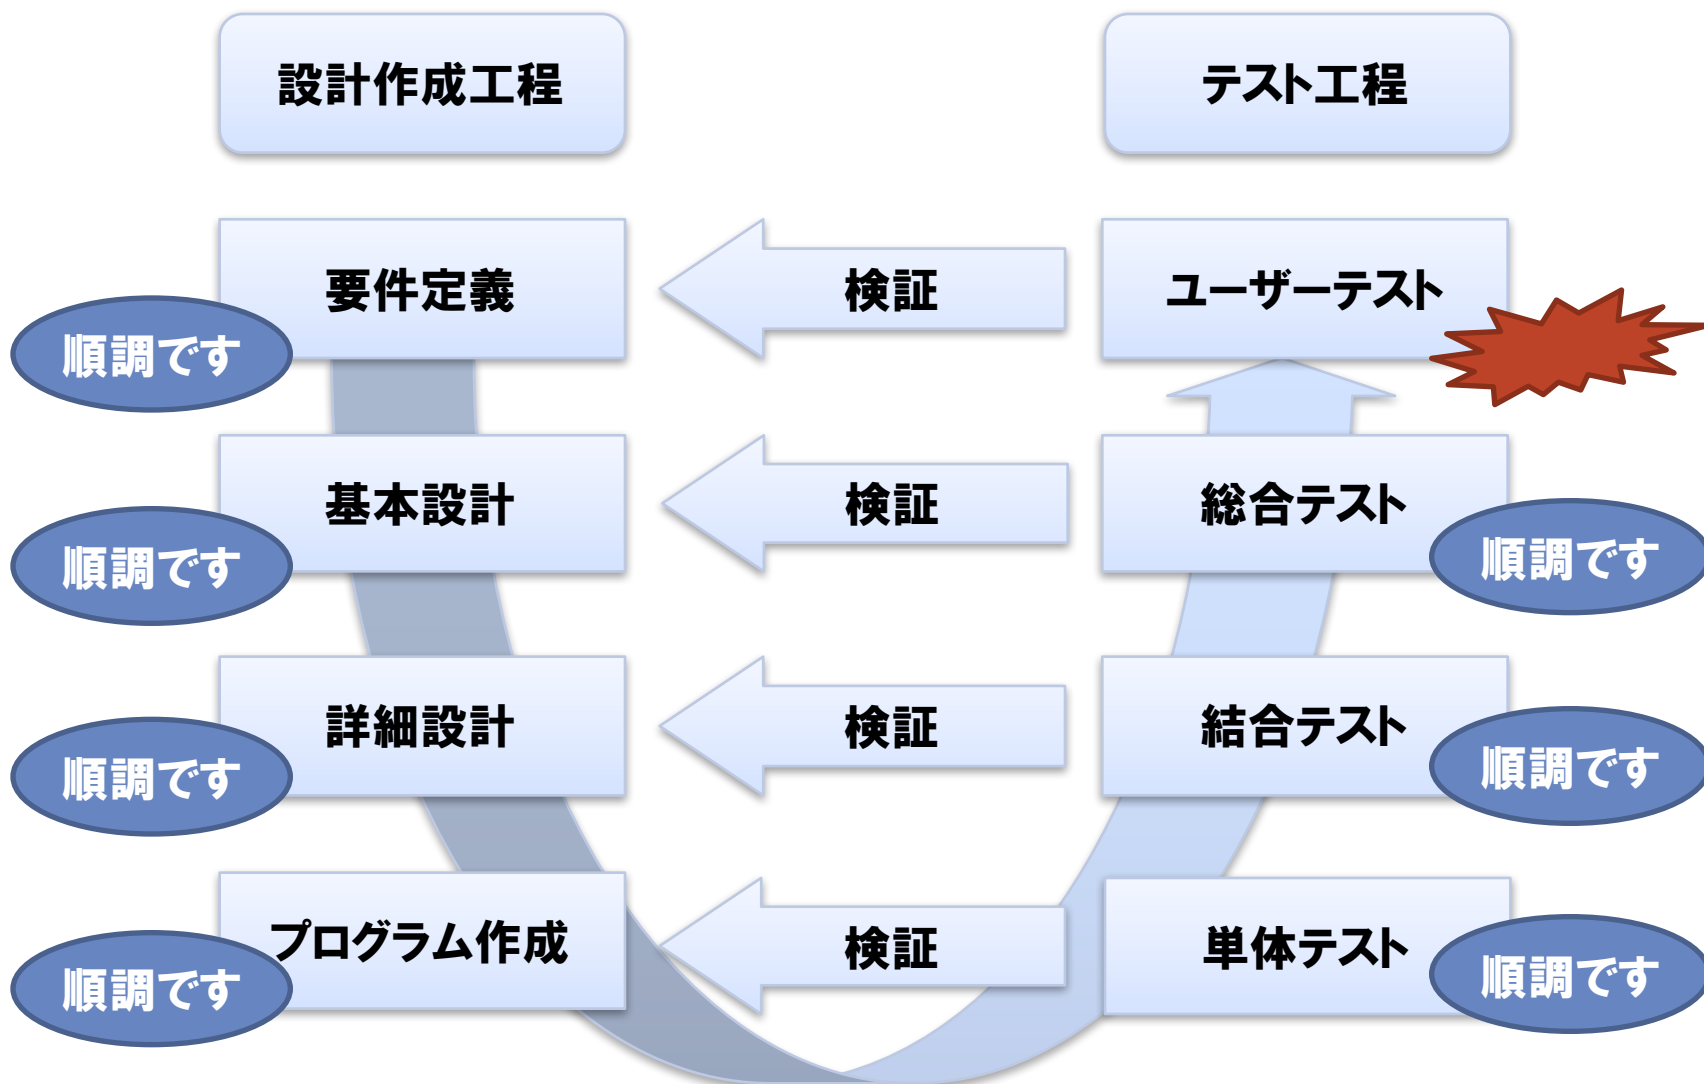 設計作成工程
テスト工程
要件定義
検証
ユーザーテスト
順調です
基本設計
検証
総合テスト
順調です
順調です
詳細設計
検証
結合テスト
順調です
順調です
プログラム作成
検証
単体テスト
順調です
順調です